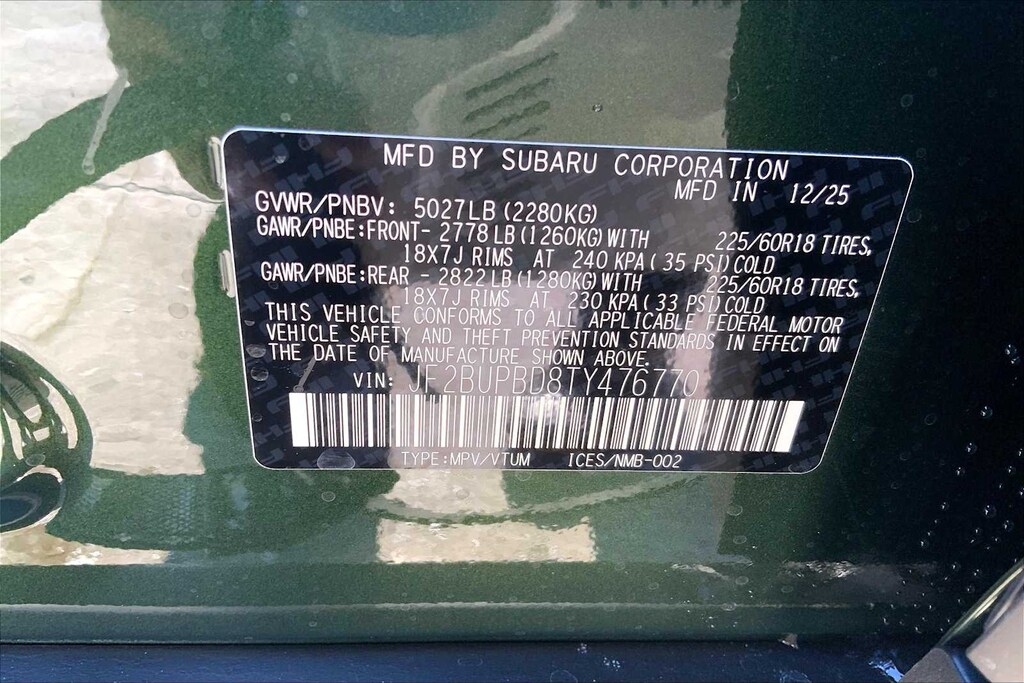 MFD BY SUBARU CORPORATION
MFD IN 12/25
GVWR/PNBV: 5027LB (2280KG)
GAWR/PNBE:FRONT- 2778 LB (1260KG) WITH 225/60R18 TIRES,
18X7J RIMS AT 240 KPA ( 35 PSI) COLD
GAWR/PNBE:REAR - 2822 LB (1280KG) WITH 225/60R18 TIRES,
18X7J RIMS AT 230 KPA ( 33 PSI) COLD
THIS VEHICLE CONFORMS TO ALL APPLICABLE FEDERAL MOTOR
VEHICLE SAFETY AND THEFT PREVENTION STANDARDS IN EFFECT ON
THE DATE OF MANUFACTURE SHOWN ABOVE.
VIN: JF2BUPBD8TY476770
TYPE:MPV/VTUM ICES/NMB-002